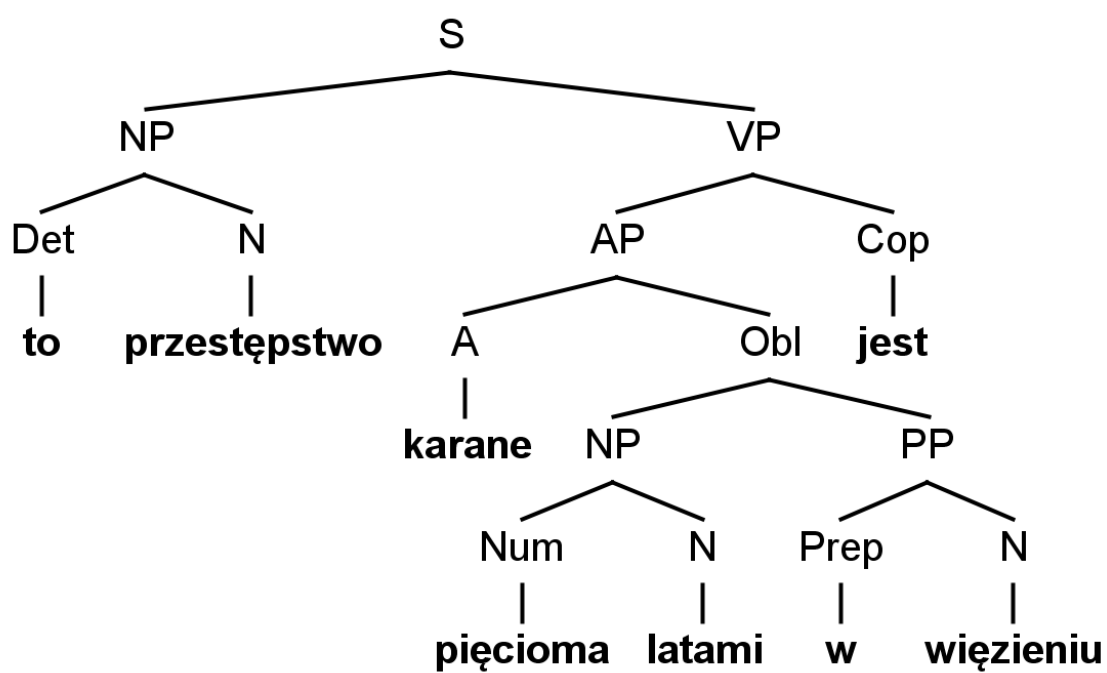 S
NP VP
Det N AP Cop
to przestępstwo A Obl jest
karane NP PP
Num N Prep N
pięcioma latami w więzieniu